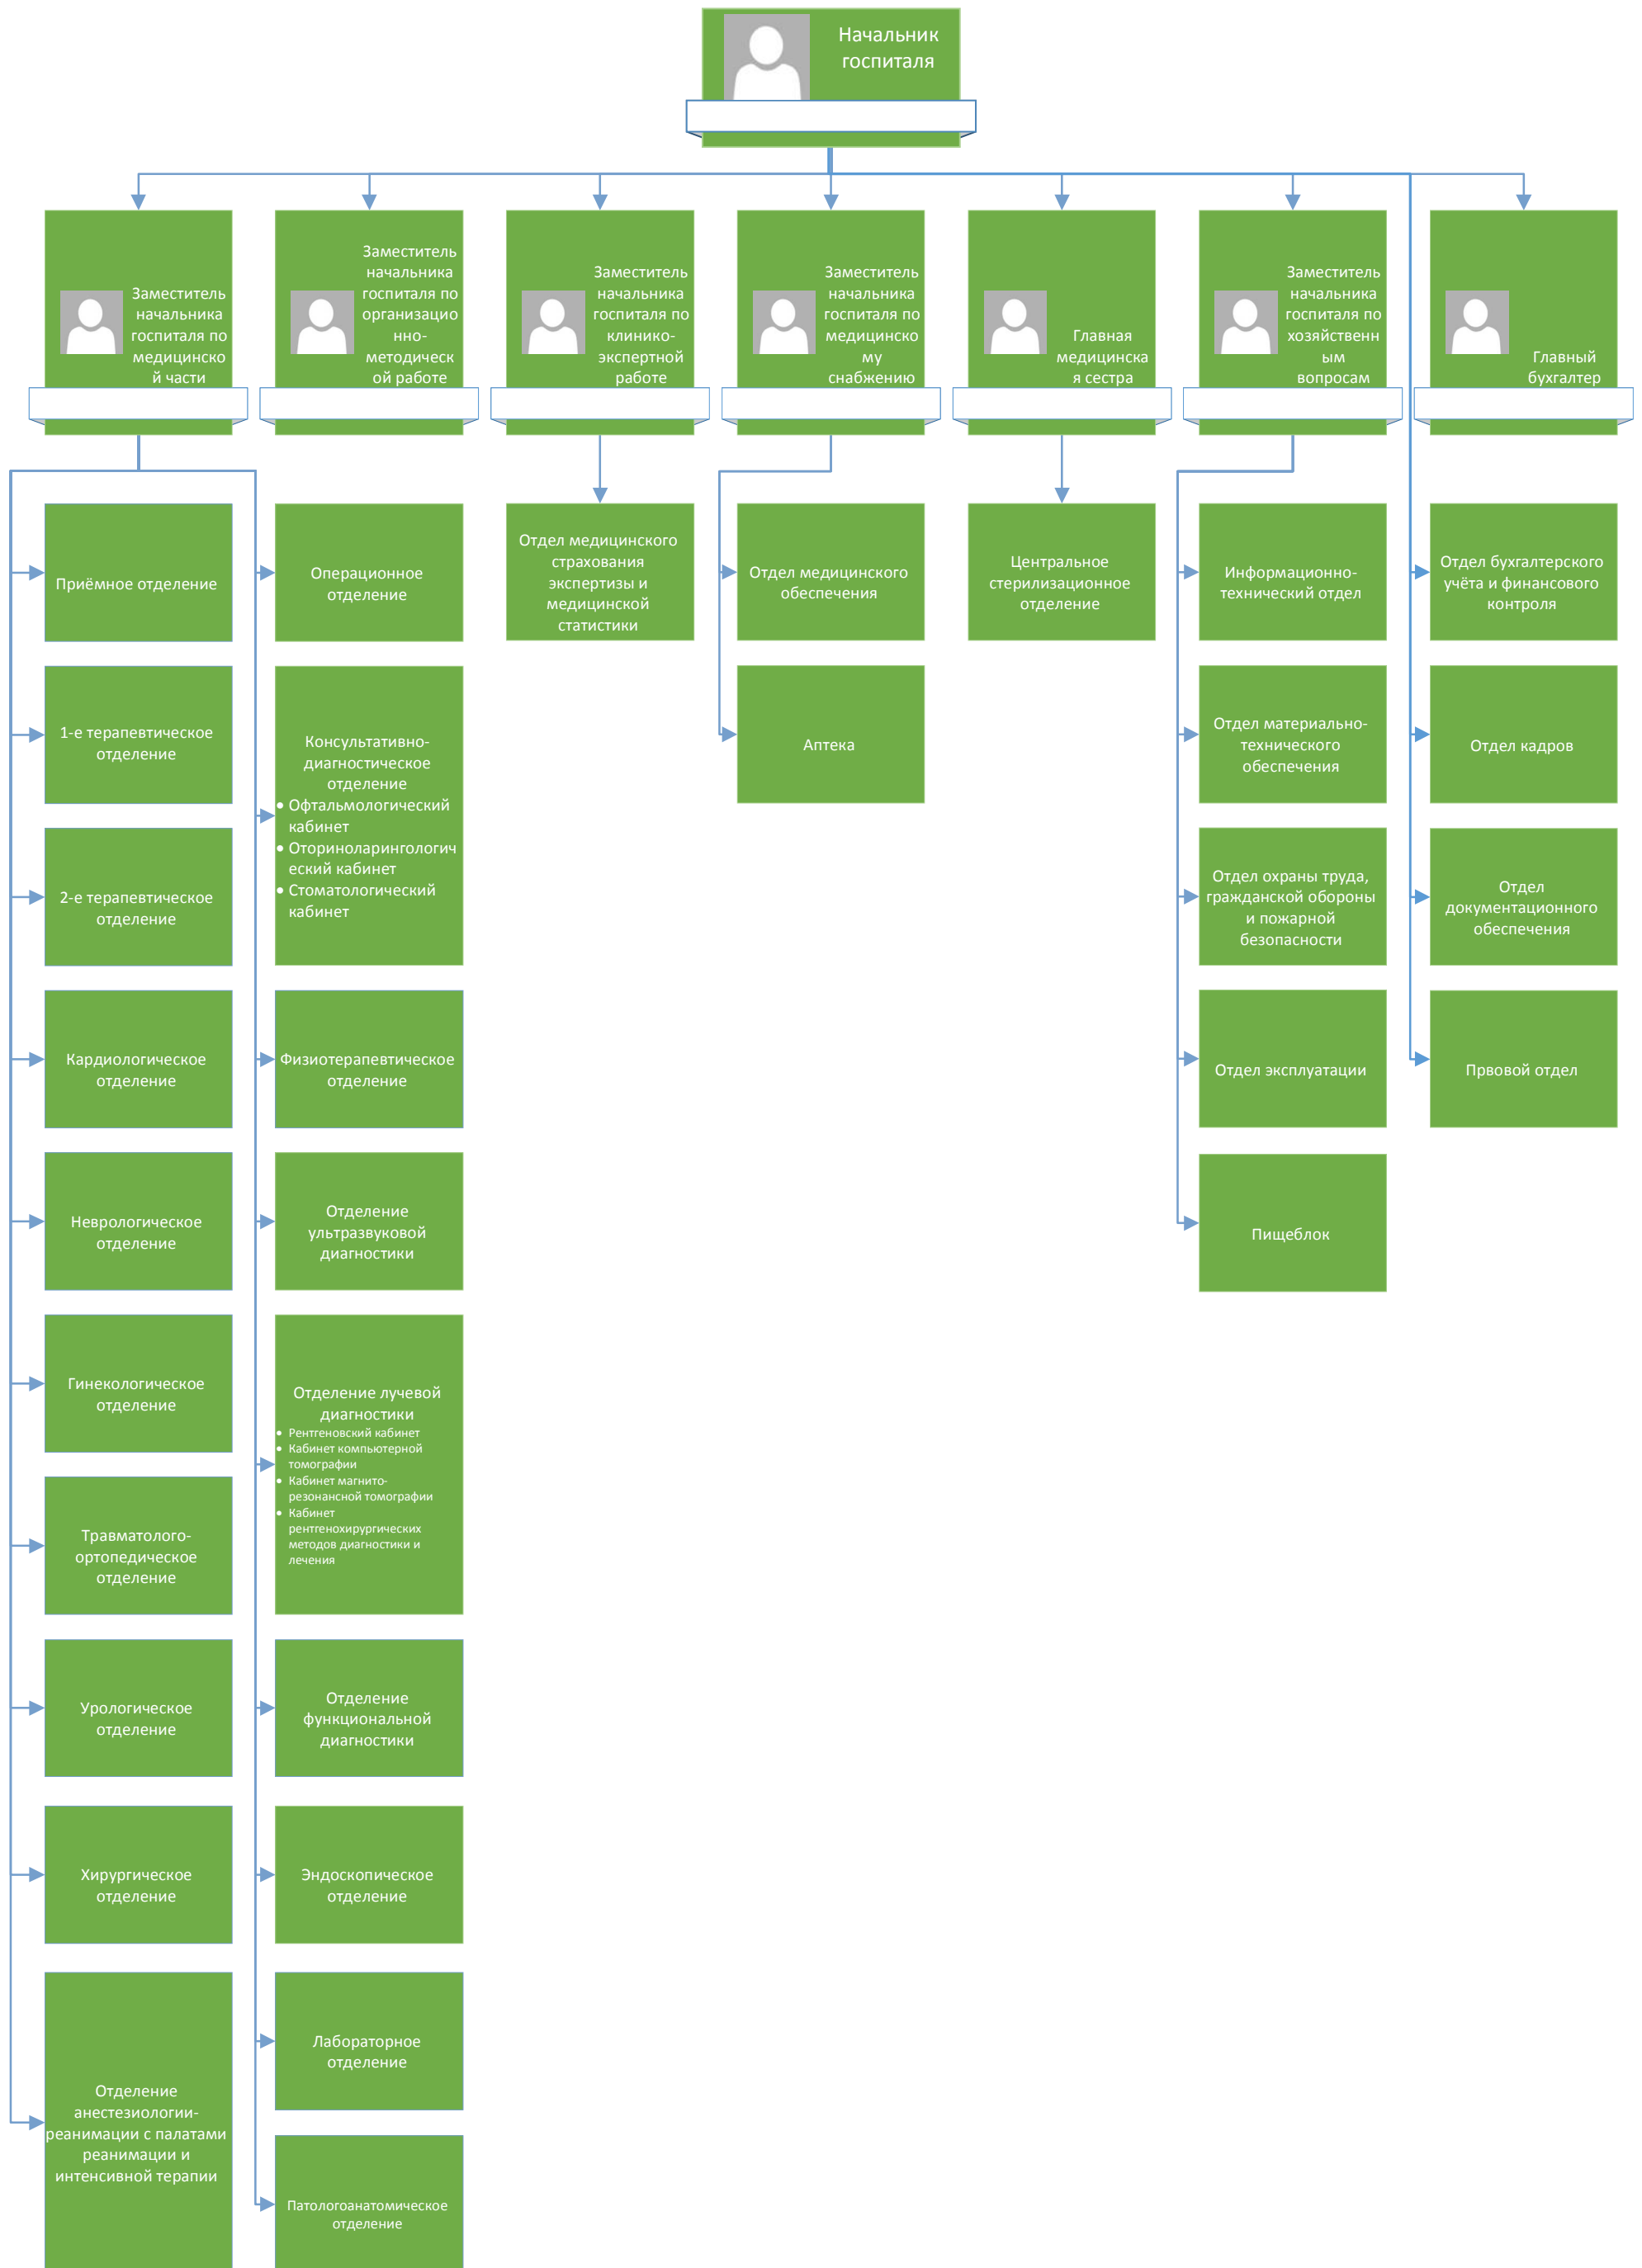 Начальник
госпиталя
Заместитель
начальника
госпиталя по
медицинско
й части
Заместитель
начальника
госпиталя по
организацио
нно-
методическ
ой работе
Заместитель
начальника
госпиталя по
клинико-
экспертной
работе
Заместитель
начальника
госпиталя по
медицинско
му
снабжению
Главная
медицинска
я сестра
Заместитель
начальника
госпиталя по
хозяйственн
ым
вопросам
Главный
бухгалтер
Приёмное отделение
1-е терапевтическое
отделение
2-е терапевтическое
отделение
Кардиологическое
отделение
Неврологическое
отделение
Гинекологическое
отделение
Травматолого-
ортопедическое
отделение
Урологическое
отделение
Хирургическое
отделение
Отделение
анестезиологии-
реанимации с палатами
реанимации и
интенсивной терапии
Операционное
отделение
Консультативно-
диагностическое
отделение
• Офтальмологический
кабинет
• Оториноларингологич
еский кабинет
• Стоматологический
кабинет
Физиотерапевтическое
отделение
Отделение
ультразвуковой
диагностики
Отделение лучевой
диагностики
• Рентгеновский кабинет
• Кабинет компьютерной
томографии
• Кабинет магнито-
резонансной томографии
• Кабинет
рентгенохирургических
методов диагностики и
лечения
Отделение
функциональной
диагностики
Эндоскопическое
отделение
Лабораторное
отделение
Патологоанатомическое
отделение
Отдел медицинского
страхования
экспертизы и
медицинской
статистики
Отдел медицинского
обеспечения
Аптека
Центральное
стерилизационное
отделение
Информационно-
технический отдел
Отдел материально-
технического
обеспечения
Отдел охраны труда,
гражданской обороны
и пожарной
безопасности
Отдел эксплуатации
Пищеблок
Отдел бухгалтерского
учёта и финансового
контроля
Отдел кадров
Отдел
документационного
обеспечения
Првовой отдел